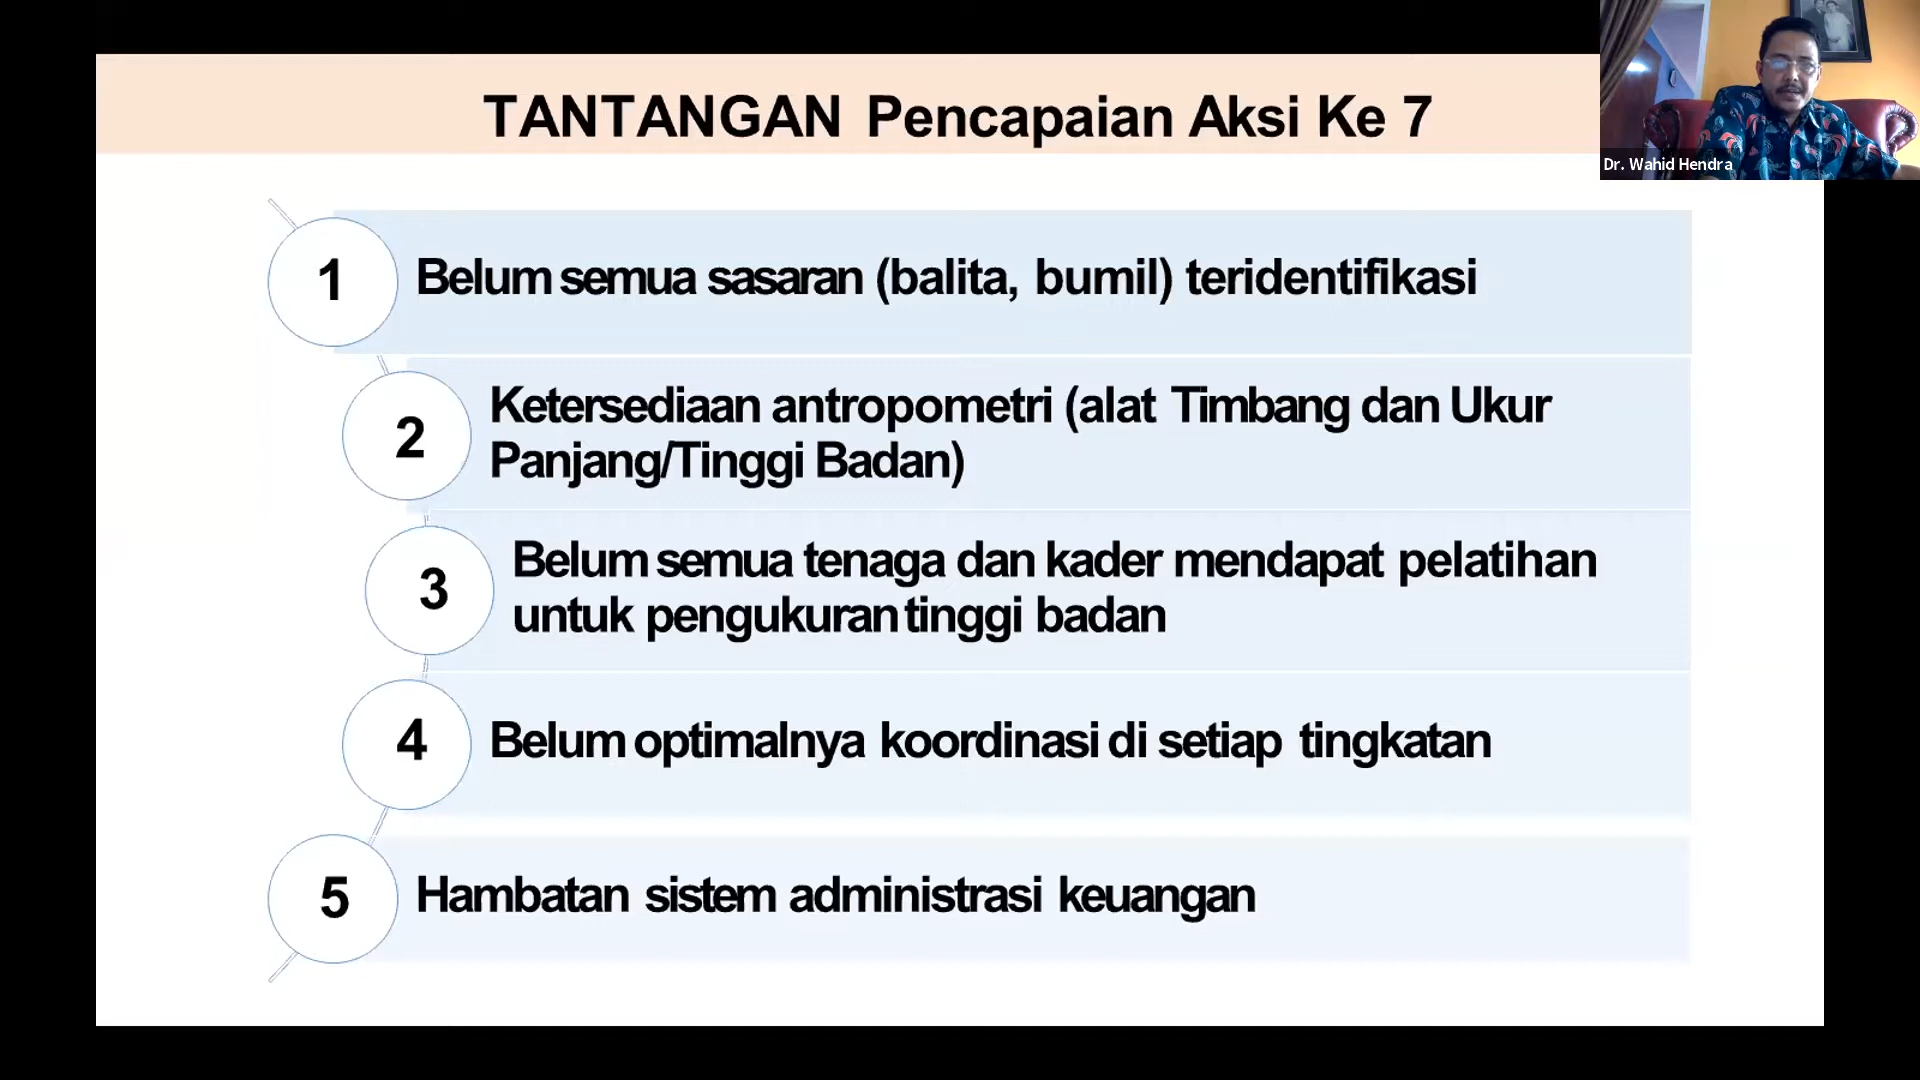 TANTANGAN Pencapaian Aksi Ke 7
Dr. Wahid Hendra
1
Belum semua sasaran (balita, bumil) teridentifikasi
2
Ketersediaan antropometri (alat Timbang dan Ukur
Panjang/Tinggi Badan)
3
Belum semua tenaga dan kader mendapat pelatihan
untuk pengukuran tinggi badan
4
Belum optimalnya koordinasi di setiap tingkatan
5
Hambatan sistem administrasi keuangan